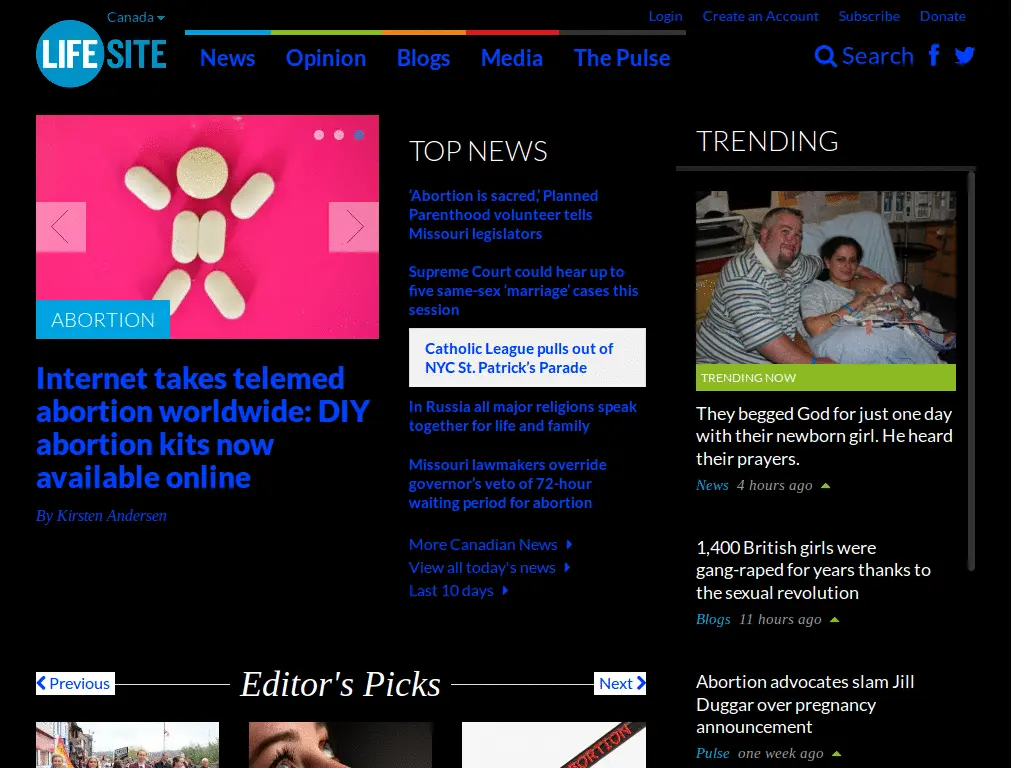 Canada
Login Create an Account Subscribe Donate
LIFE SITE
News Opinion Blogs Media The Pulse
Search
ABORTION
Internet takes telemed
abortion worldwide: DIY
abortion kits now
available online
By Kirsten Andersen
TOP NEWS
‘Abortion is sacred,’ Planned
Parenthood volunteer tells
Missouri legislators
Supreme Court could hear up to
five same-sex ‘marriage’ cases this
session
Catholic League pulls out of
NYC St. Patrick’s Parade
In Russia all major religions speak
together for life and family
Missouri lawmakers override
governor’s veto of 72-hour
waiting period for abortion
More Canadian News
View all today's news
Last 10 days
TRENDING
TRENDING NOW
They begged God for just one day
with their newborn girl. He heard
their prayers.
News 4 hours ago
1,400 British girls were
gang-raped for years thanks to
the sexual revolution
Blogs 11 hours ago
Abortion advocates slam Jill
Duggar over pregnancy
announcement
Pulse one week ago
Previous
Editor's Picks
Next
ABORTION